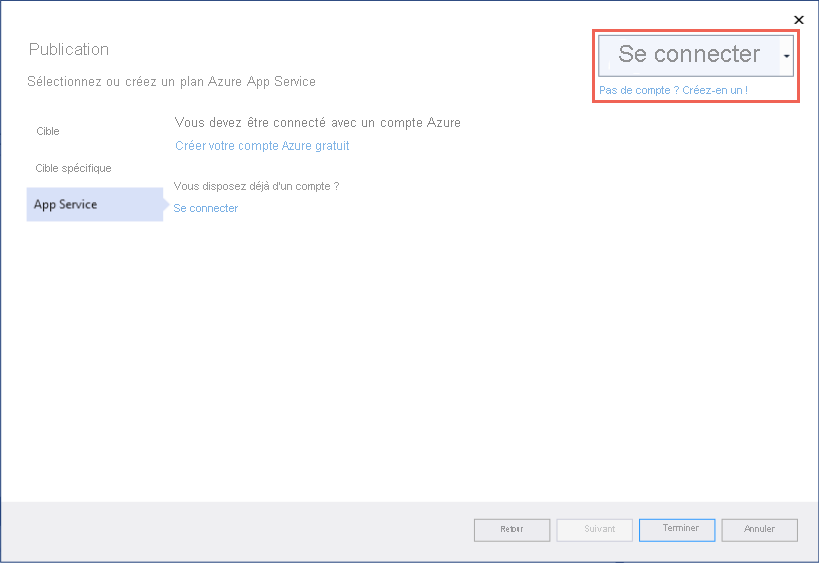 Publication
Se connecter
Sélectionnez ou créez un plan Azure App Service
Pas de compte ? Créez-en un !
Cible
Cible spécifique
App Service
Vous devez être connecté avec un compte Azure
Créer votre compte Azure gratuit
Vous disposez déjà d'un compte ?
Se connecter
Retour
Suivant
Terminer
Annuler